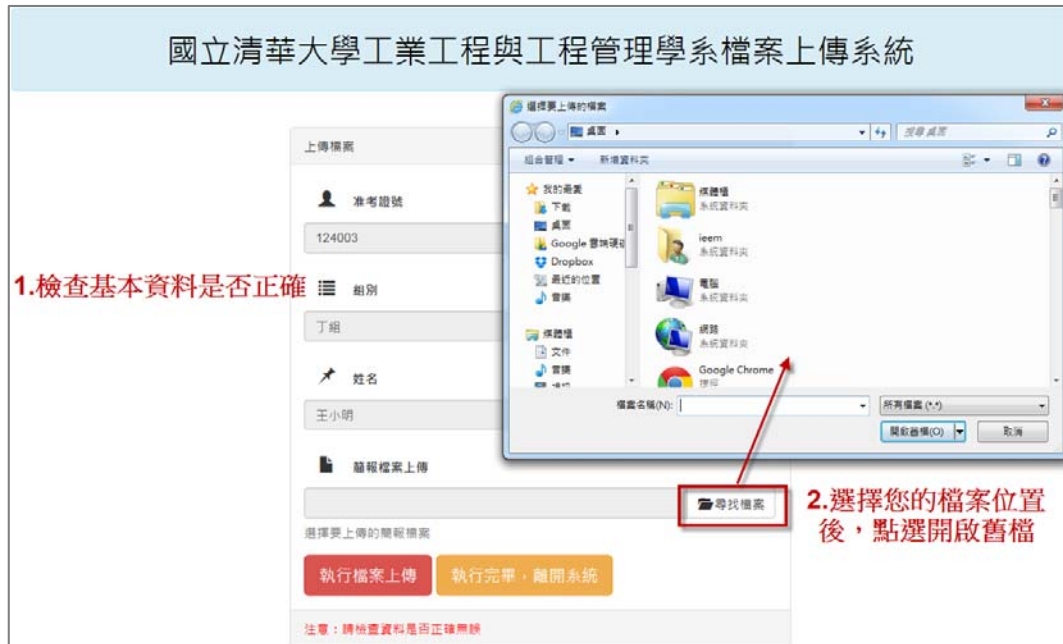 國立清華大學工業工程與工程管理學系檔案上傳系統
選擇要上傳的檔案
桌面
搜尋 桌面
組合管理
新增資料夾
上傳檔案
准考證號
124003
1.檢查基本資料是否正確
組別
丁組
姓名
王小明
簡報檔案上傳
尋找檔案
選擇要上傳的簡報檔案
執行檔案上傳
執行完畢,離開系統
注意:請檢查資料是否正確無誤
我的最愛
下載
桌面
Google 雲端硬碟
Dropbox
最近的位置
音樂
媒體櫃
文件
音樂
媒體櫃
系統資料夾
ieem
系統資料夾
電腦
系統資料夾
網路
系統資料夾
Google Chrome
捷徑
檔案名稱(N):
所有檔案 (*.*)
開啟舊檔(O)
取消
2.選擇您的檔案位置
後,點選開啟舊檔